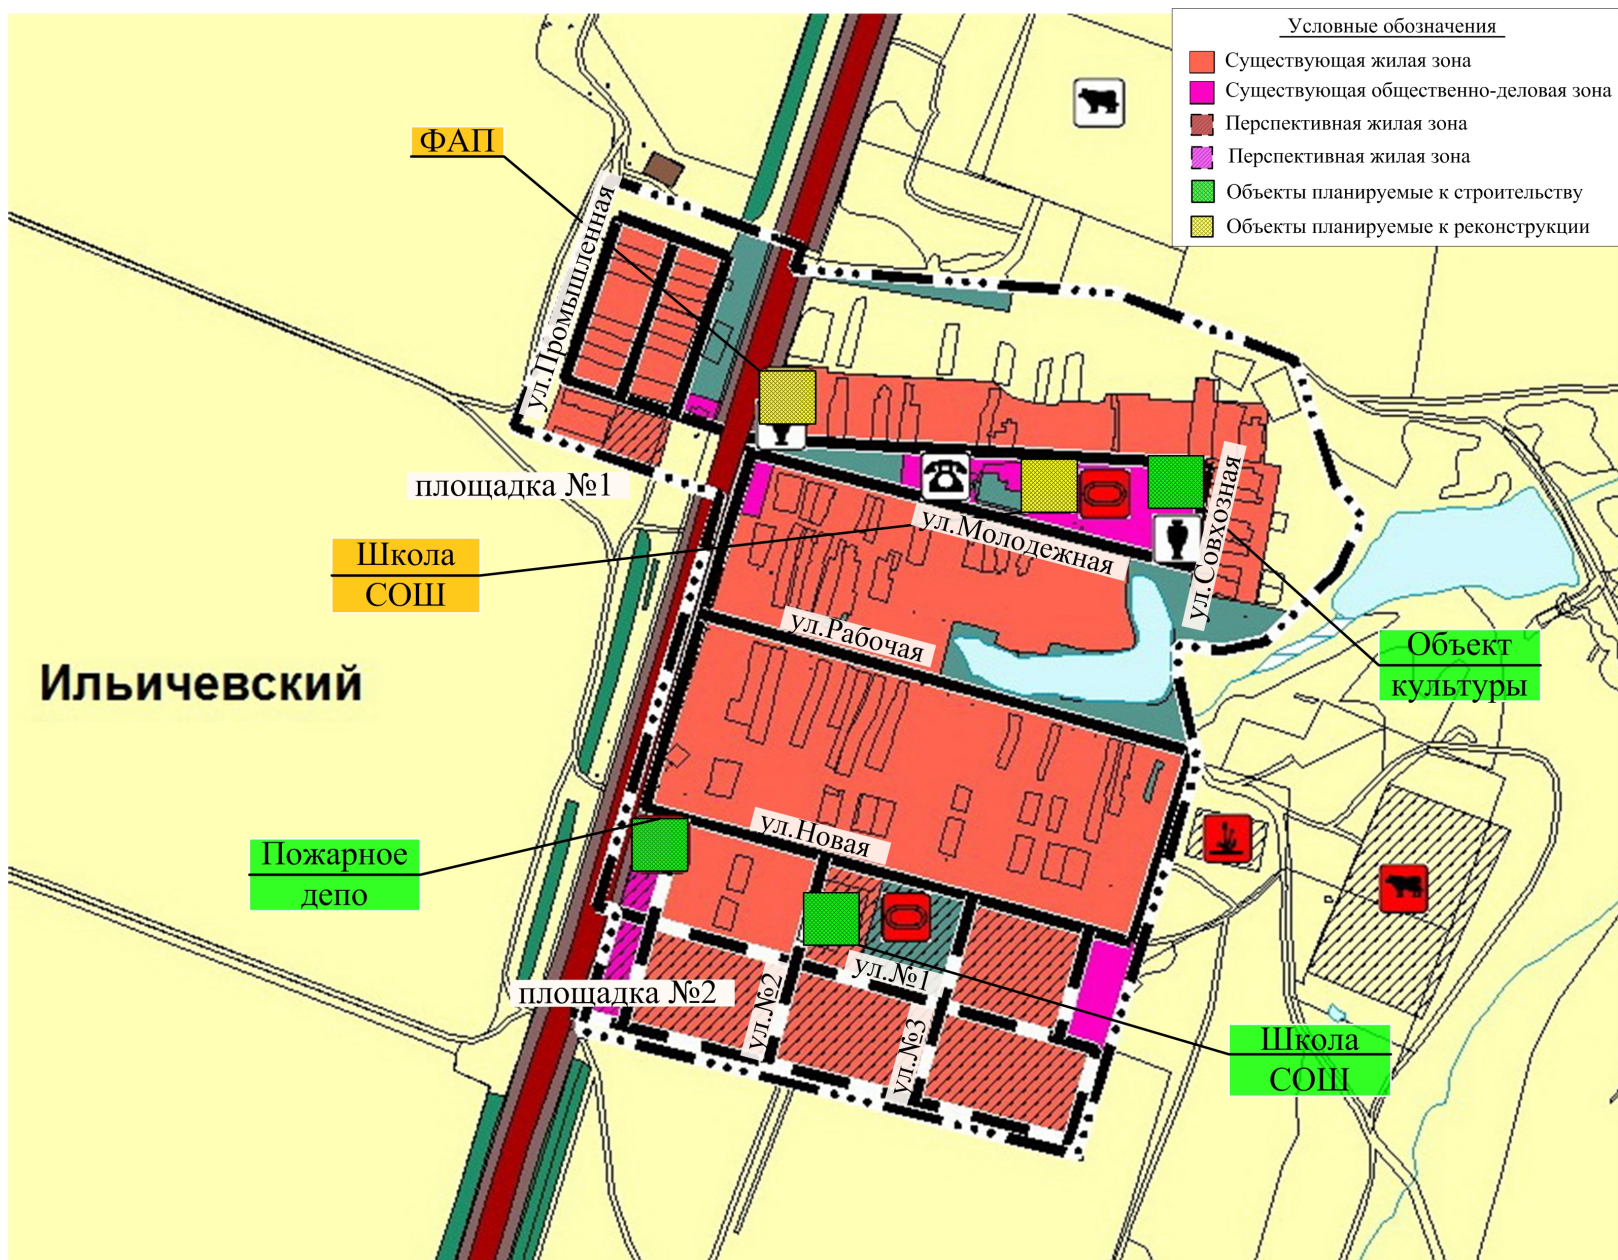 Условные обозначения
Существующая жилая зона
Существующая общественно-деловая зона
Перспективная жилая зона
Перспективная жилая зона
Объекты планируемые к строительству
Объекты планируемые к реконструкции
ФАП
ул.Промышленная
площадка №1
Школа
СОШ
ул.Молодежная
ул.Совхозная
ул.Рабочая
Объект
культуры
Ильичевский
ул.Новая
Пожарное
депо
ул.№1
площадка №2
ул.№2
ул.№3
Школа
СОШ